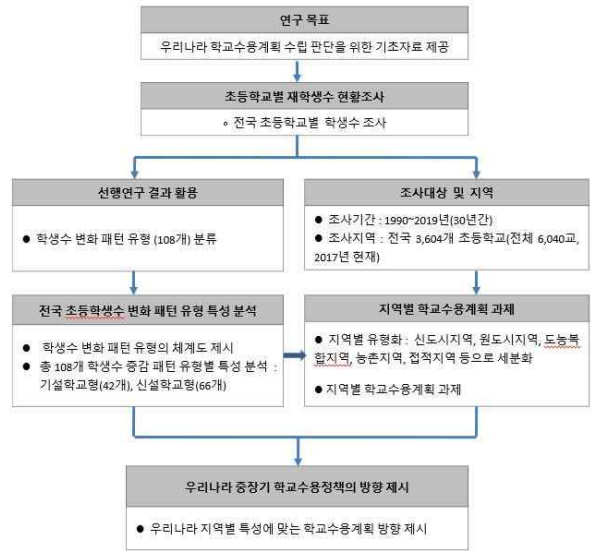 연구 목표
우리나라 학교수용계획 수립 판단을 위한 기초자료 제공
초등학교별 재학생수 현황조사
∘ 전국 초등학교별 학생수 조사
선행연구 결과 활용
● 학생수 변화 패턴 유형 (108개) 분류
조사대상 및 지역
● 조사기간 : 1990~2019년(30년간)
● 조사지역 : 전국 3,604개 초등학교(전체 6,040교,
2017년 현재)
전국 초등학생수 변화 패턴 유형 특성 분석
● 학생수 변화 패턴 유형의 체계도 제시
● 총 108개 학생수 증감 패턴 유형별 특성 분석 :
기설학교형(42개), 신설학교형(66개)
지역별 학교수용계획 과제
● 지역별 유형화 : 신도시지역, 원도시지역, 도농복
합지역, 농촌지역, 접적지역 등으로 세분화
● 지역별 학교수용계획 과제
우리나라 중장기 학교수용정책의 방향 제시
● 우리나라 지역별 특성에 맞는 학교수용계획 방향 제시